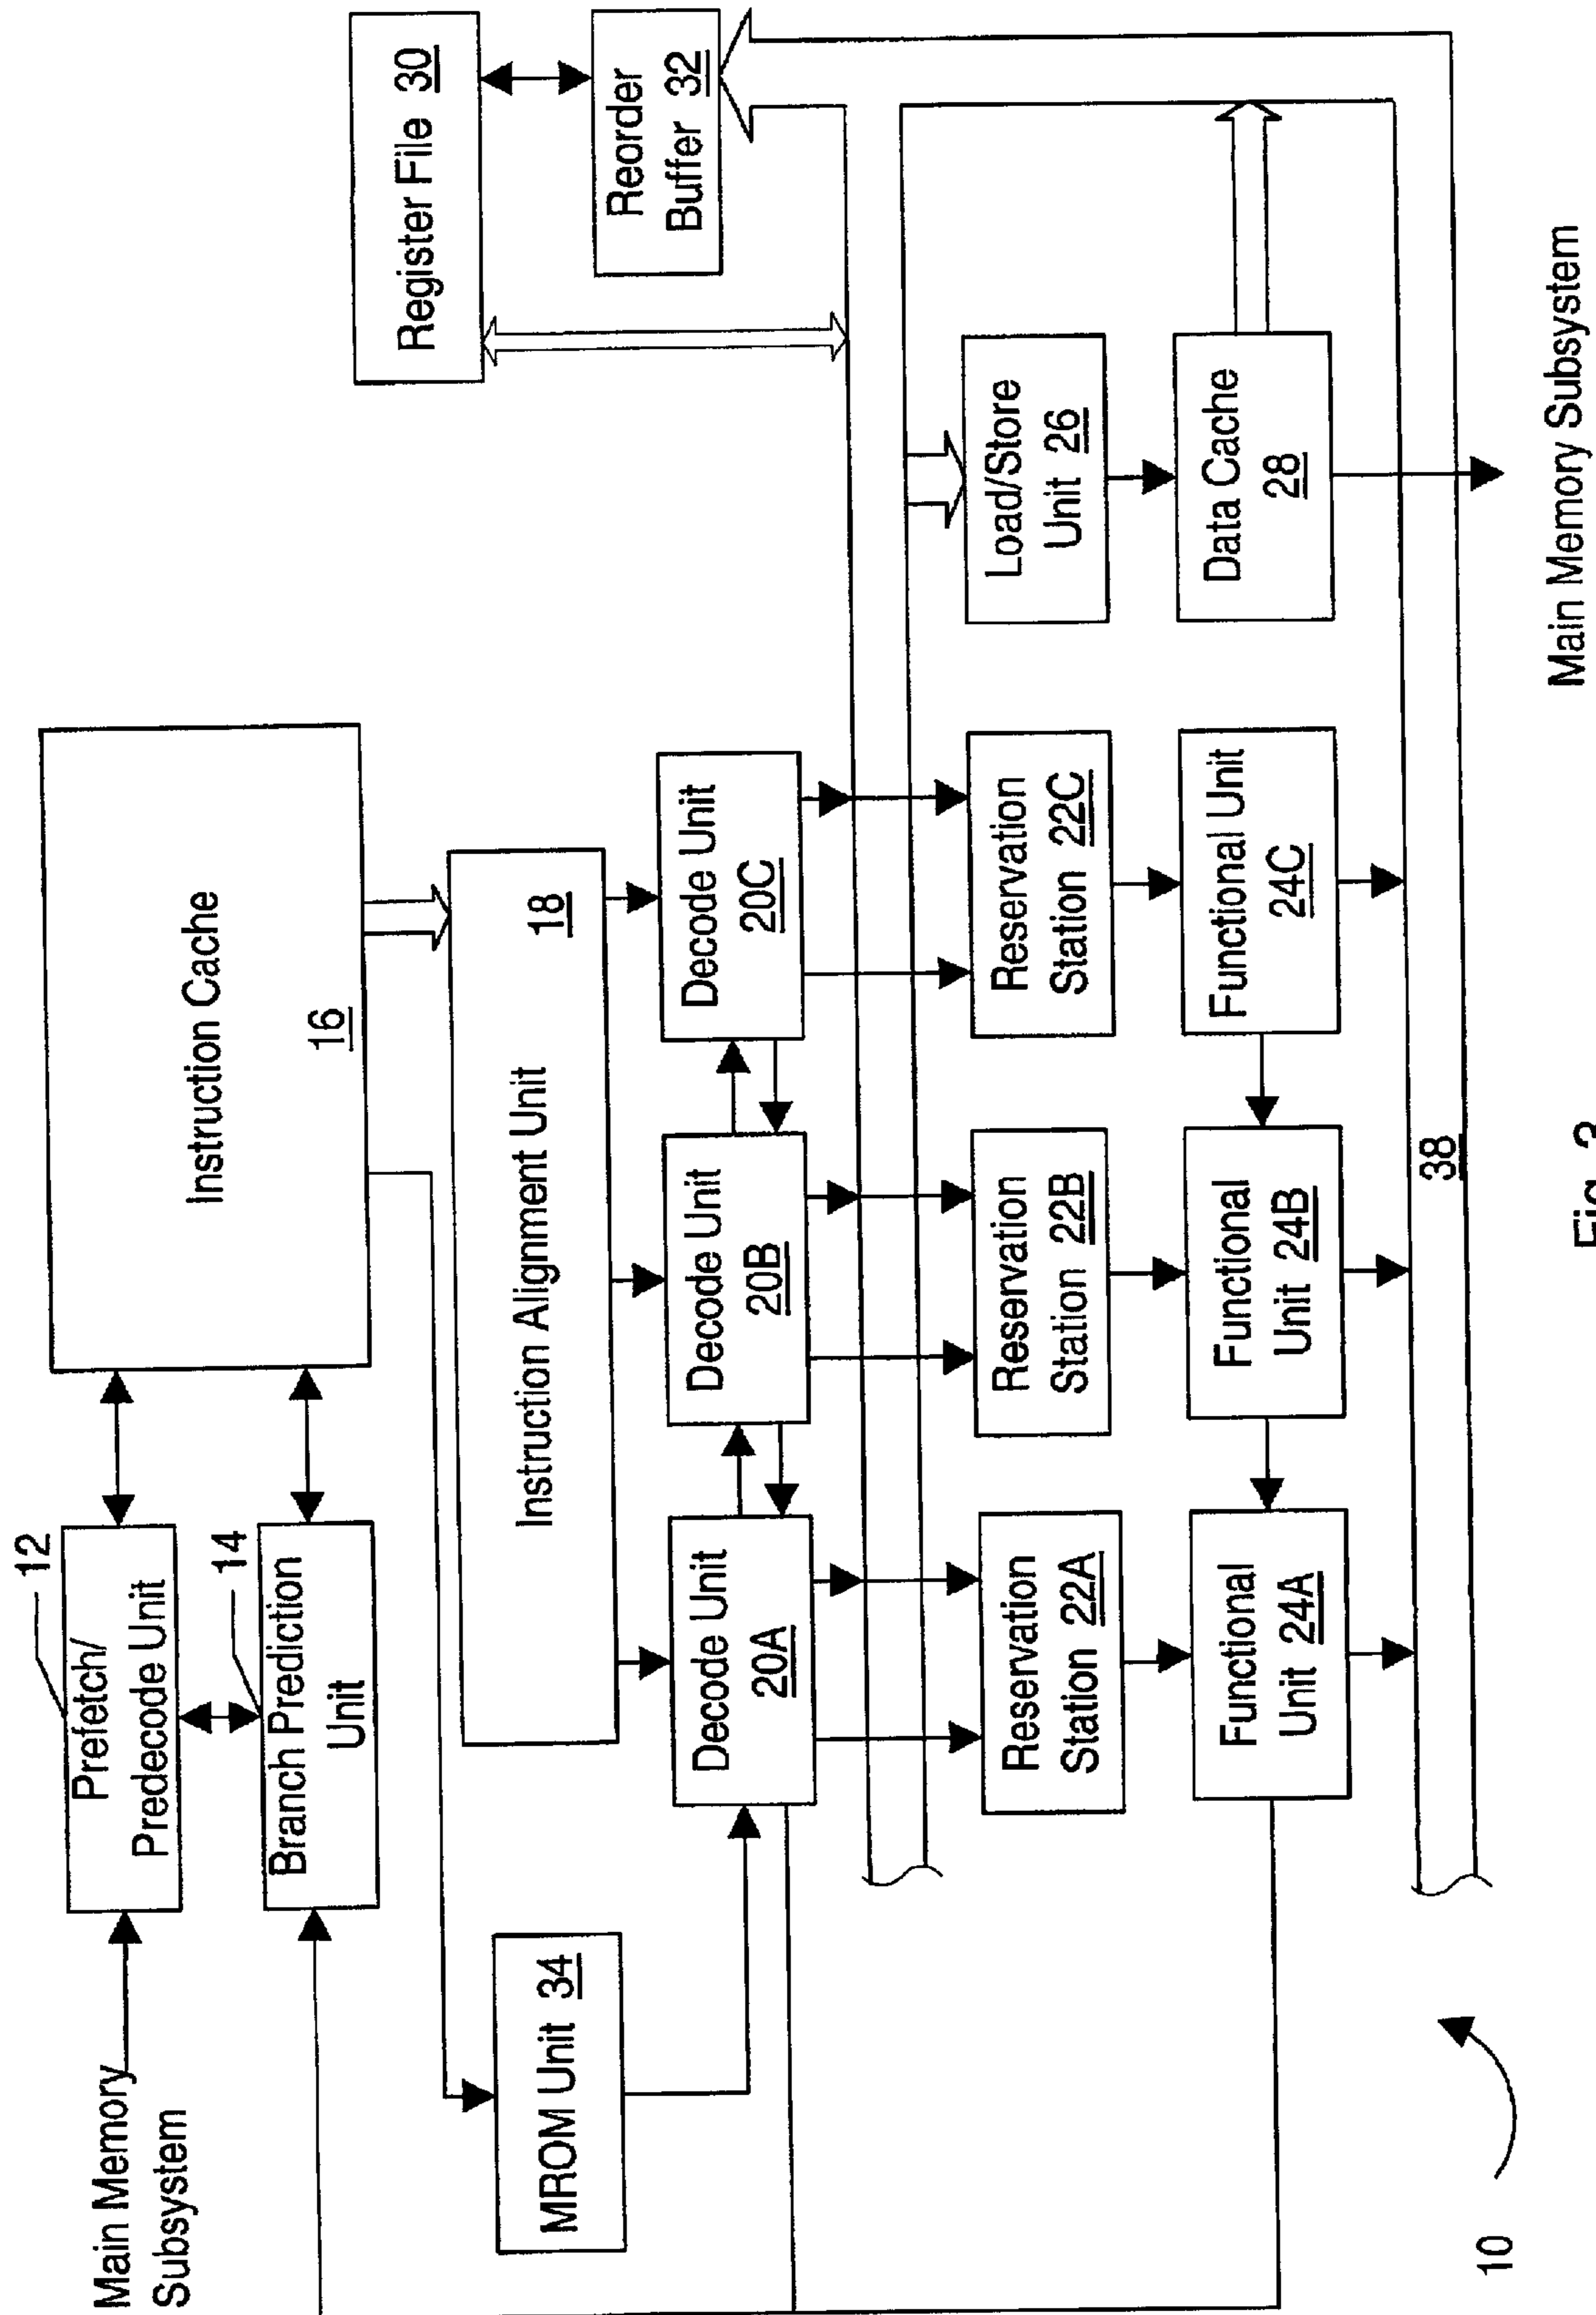 Main Memory
Subsystem
12
Prefetch/
Predecode Unit
14
Branch Prediction
Unit
Instruction Cache
16
Register File 30
Reorder
Buffer 32
MROM Unit 34
Instruction Alignment Unit
18
Decode Unit
20A
Decode Unit
20B
Decode Unit
20C
Reservation
Station 22A
Reservation
Station 22B
Reservation
Station 22C
Load/Store
Unit 26
Functional
Unit 24A
Functional
Unit 24B
Functional Unit
24C
Data Cache
28
38
10
Main Memory Subsystem
Fig. 3